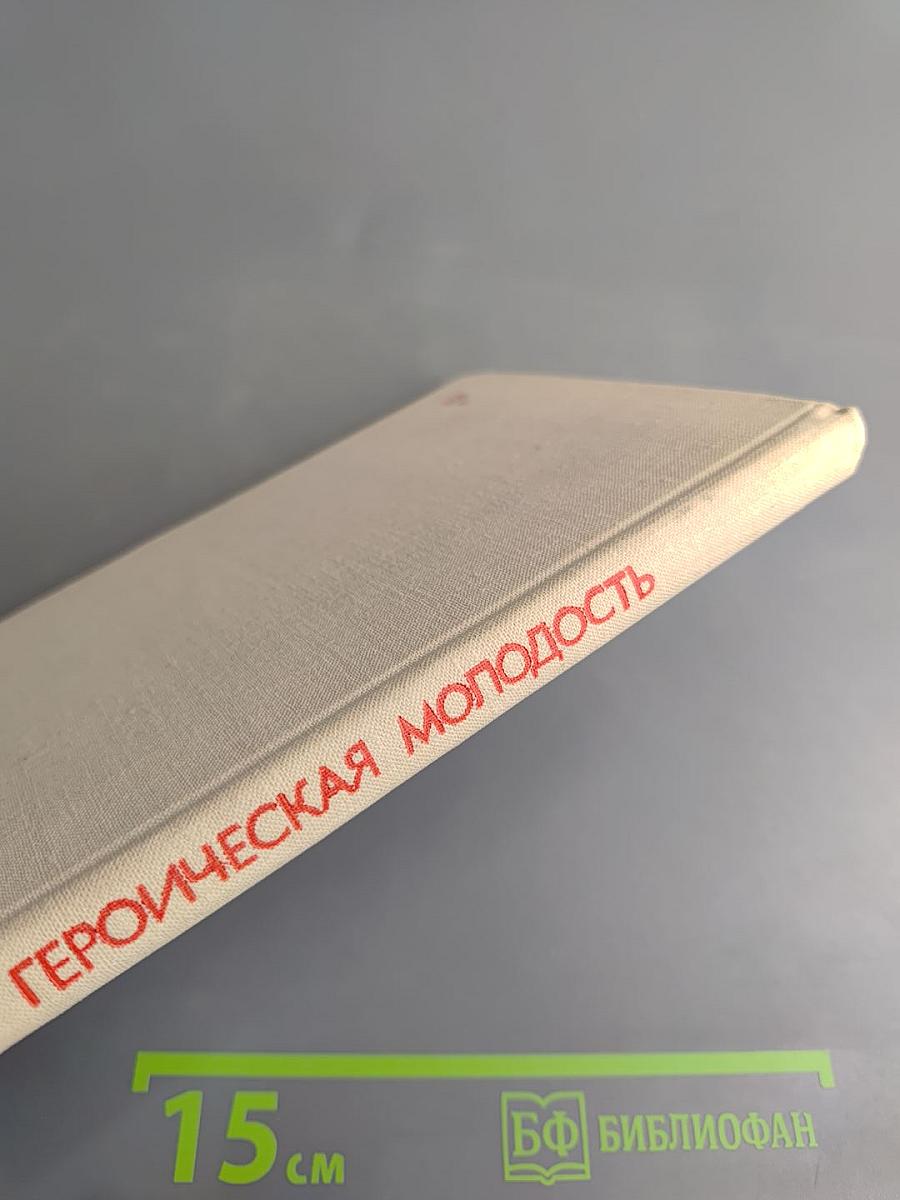 ГЕРОИЧЕСКАЯ МОЛОДОСТЬ
15 см
БФ БИБЛИОФАН